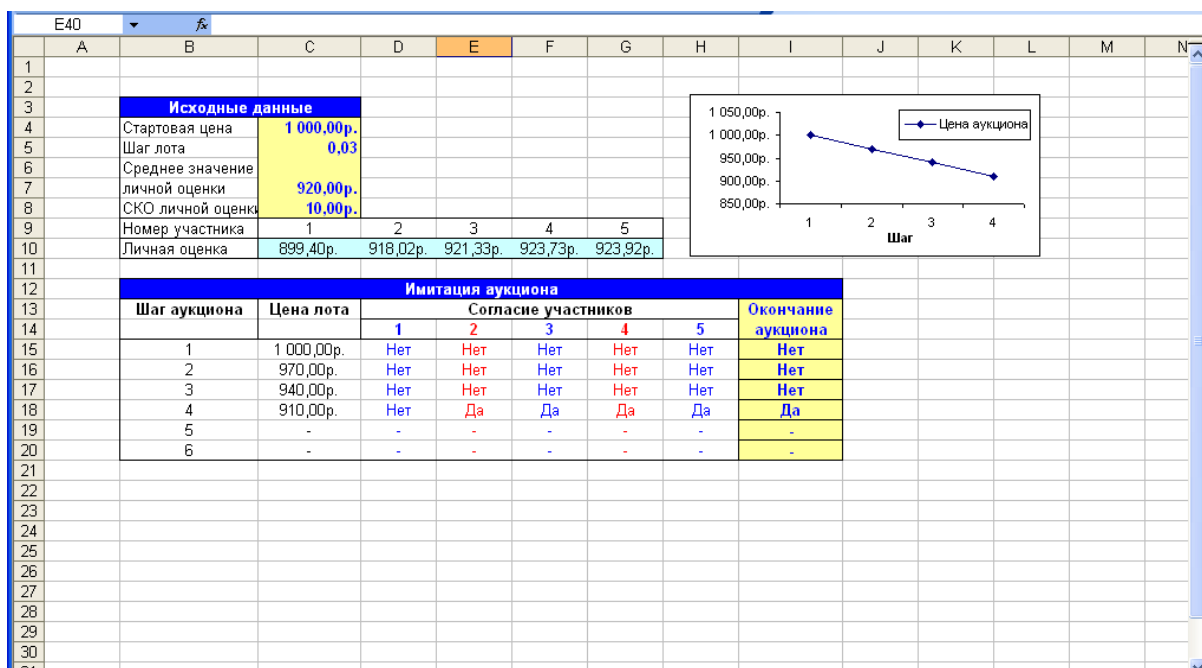 E40 fx
A B C D E F G H I J K L M N
1
2
3 Исходные данные
4 Стартовая цена 1 000,00р.
5 Шаг лота 0,03
6 Среднее значение
7 личной оценки 920,00р.
8 СКО личной оценки 10,00р.
9 Номер участника 1 2 3 4 5
10 Личная оценка 899,40р. 918,02р. 921,33р. 923,73р. 923,92р.
1 050,00р.
1 000,00р.
950,00р.
900,00р.
850,00р.
Цена аукциона
1 2 3 4
Шаг
11
12 Имитация аукциона
13 Шаг аукциона Цена лота Согласие участников Окончание
14 1 2 3 4 5 аукциона
15 1 1 000,00р. Нет Нет Нет Нет Нет Нет
16 2 970,00р. Нет Нет Нет Нет Нет Нет
17 3 940,00р. Нет Нет Нет Нет Нет Нет
18 4 910,00р. Нет Да Да Да Да Да
19 5 - - - - - - -
20 6 - - - - - - -
21
22
23
24
25
26
27
28
29
30